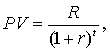 PV = R / (1 + r)^t ,